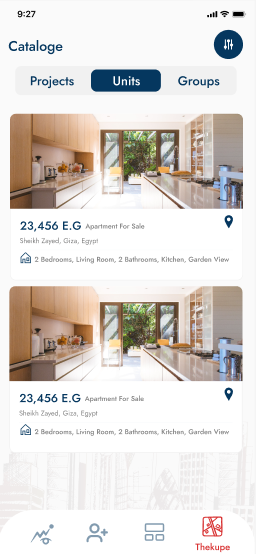 9:27
Cataloge
Projects Units Groups
23,456 E.G Apartment For Sale
Sheikh Zayed, Giza, Egypt
2 Bedrooms, Living Room, 2 Bathrooms, Kitchen, Garden View
23,456 E.G Apartment For Sale
Sheikh Zayed, Giza, Egypt
2 Bedrooms, Living Room, 2 Bathrooms, Kitchen, Garden View
Thekupe